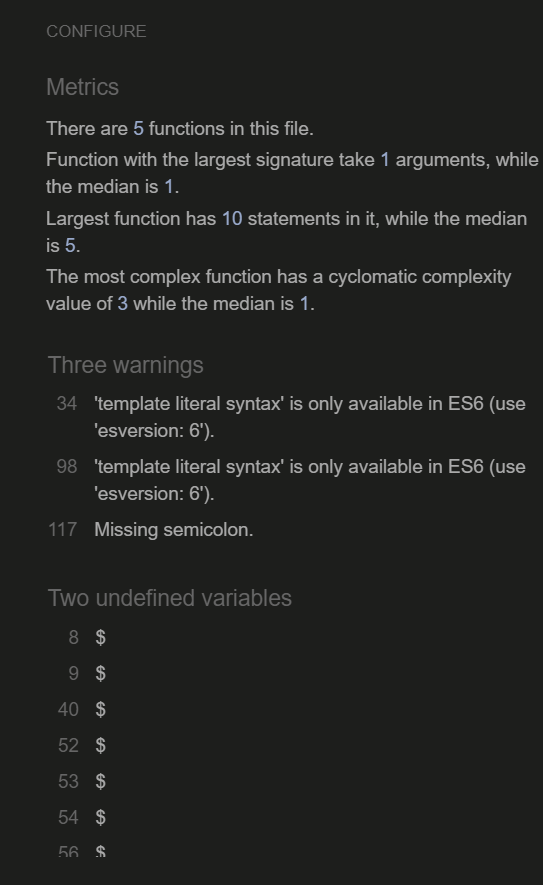 CONFIGURE
Metrics
There are 5 functions in this file.
Function with the largest signature take 1 arguments, while
the median is 1.
Largest function has 10 statements in it, while the median
is 5.
The most complex function has a cyclomatic complexity
value of 3 while the median is 1.
Three warnings
34 'template literal syntax' is only available in ES6 (use
'esversion: 6').
98 'template literal syntax' is only available in ES6 (use
'esversion: 6').
117 Missing semicolon.
Two undefined variables
8 $
9 $
40 $
52 $
53 $
54 $
56 $